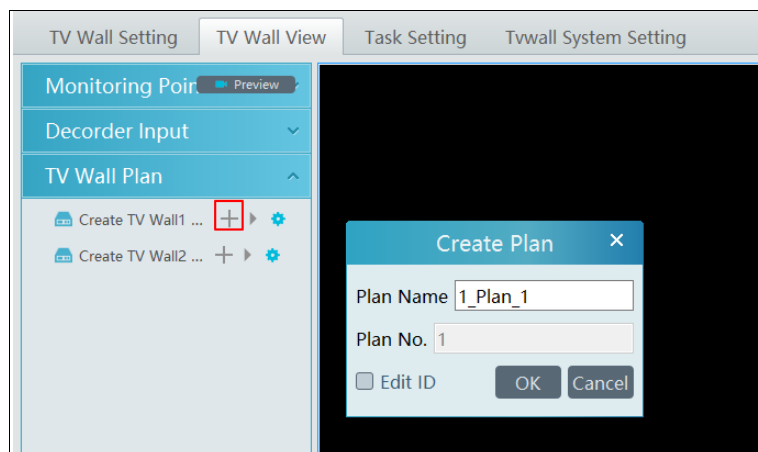 TV Wall Setting TV Wall View Task Setting Tvwall System Setting
Monitoring Poin Preview
Decorder Input
TV Wall Plan
Create TV Wall1 ...
Create TV Wall2 ...
Create Plan
Plan Name 1_Plan_1
Plan No. 1
Edit ID OK Cancel